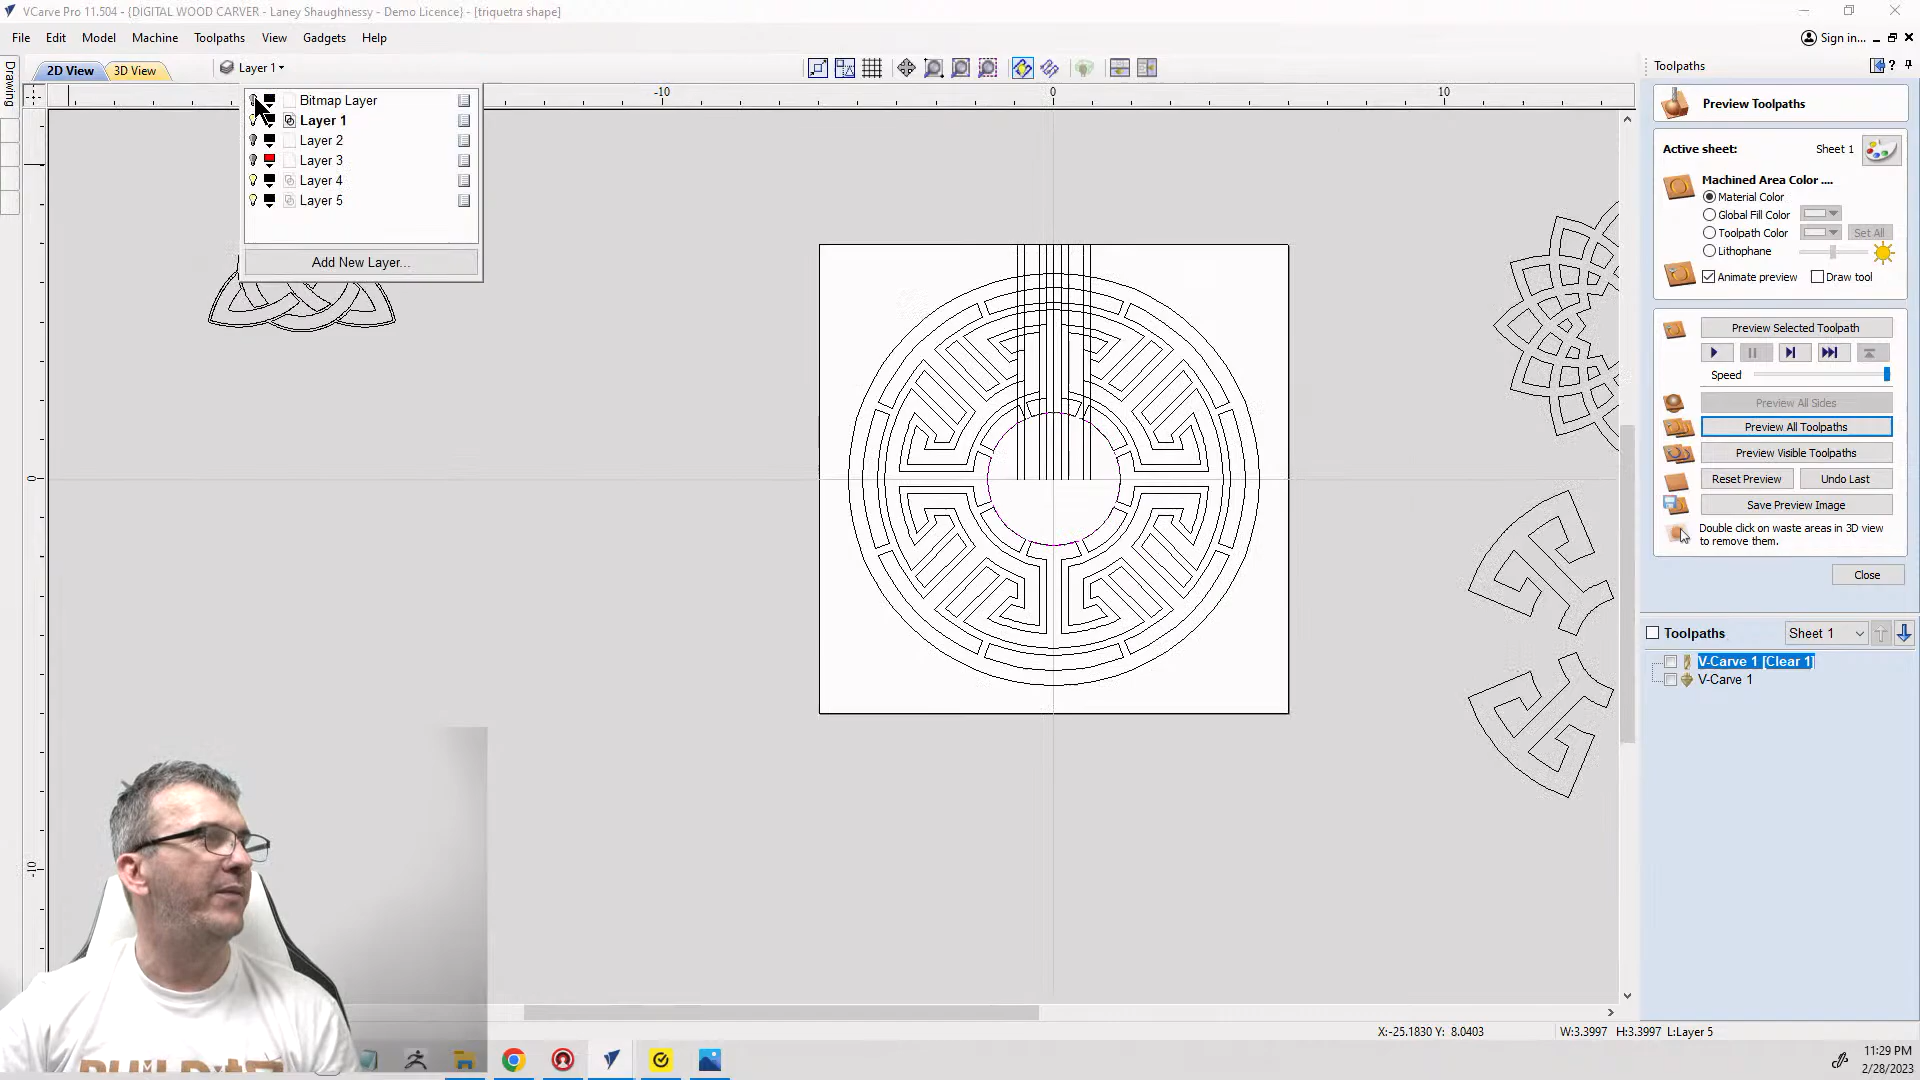 VCarve Pro 11.504 - {DIGITAL WOOD CARVER - Laney Shaughnessy - Demo Licence} - [triquetra shape]
File Edit Model Machine Toolpaths View Gadgets Help
Sign in...
2D View 3D View Layer 1
Drawing
Bitmap Layer
Layer 1
Layer 2
Layer 3
Layer 4
Layer 5
Add New Layer...
-10 0 10
0
-10
Toolpaths
Preview Toolpaths
Active sheet: Sheet 1
Machined Area Color ....
Material Color
Global Fill Color
Toolpath Color Set All
Lithophane
Animate preview Draw tool
Preview Selected Toolpath
Speed
Preview All Sides
Preview All Toolpaths
Preview Visible Toolpaths
Reset Preview Undo Last
Save Preview Image
Double click on waste areas in 3D view
to remove them.
Close
Toolpaths Sheet 1
V-Carve 1 [Clear 1]
V-Carve 1
X:-25.1830 Y: 8.0403 W:3.3997 H:3.3997 L:Layer 5
11:29 PM
2/28/2023